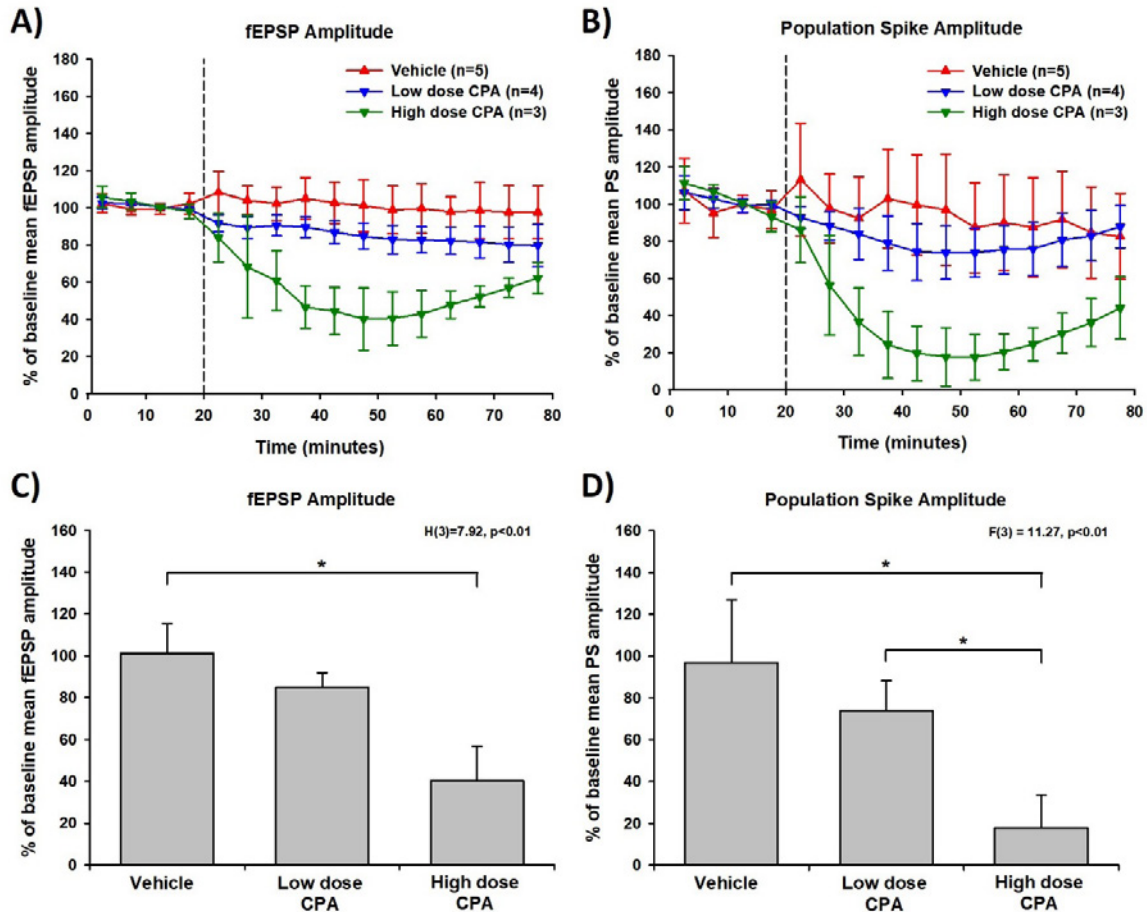 A)
fEPSP Amplitude
% of baseline mean fEPSP amplitude
180
160
140
120
100
80
60
40
20
0
Vehicle (n=5)
Low dose CPA (n=4)
High dose CPA (n=3)
0 10 20 30 40 50 60 70 80
Time (minutes)
B)
Population Spike Amplitude
% of baseline mean PS amplitude
180
160
140
120
100
80
60
40
20
0
Vehicle (n=5)
Low dose CPA (n=4)
High dose CPA (n=3)
0 10 20 30 40 50 60 70 80
Time (minutes)
C)
fEPSP Amplitude
% of baseline mean fEPSP amplitude
160
140
120
100
80
60
40
20
0
H(3)=7.92, p<0.01
*
Vehicle Low dose High dose
CPA CPA
D)
Population Spike Amplitude
% of baseline mean PS amplitude
160
140
120
100
80
60
40
20
0
F(3) = 11.27, p<0.01
*
*
Vehicle Low dose High dose
CPA CPA